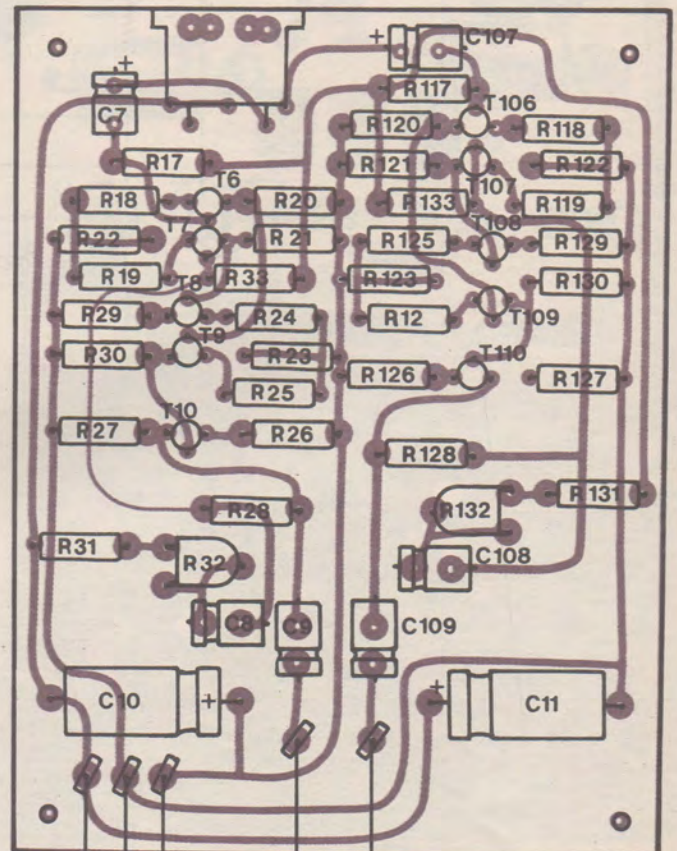 + C107
+ R117
C7 T106
R120 R118
R17 R121 R122
T6 T107
R18 R20 R133 R119
T7 T108
R22 R21 R125 R129
R19 R33 R123 R130
T8
R29 R24 R12
T9 T109
R30 R23 T110
R25 R126 R127
T10
R27 R26
R128
R28 R131
R132
R31 R32 C108
C8 C9 C109
C10 + + C11